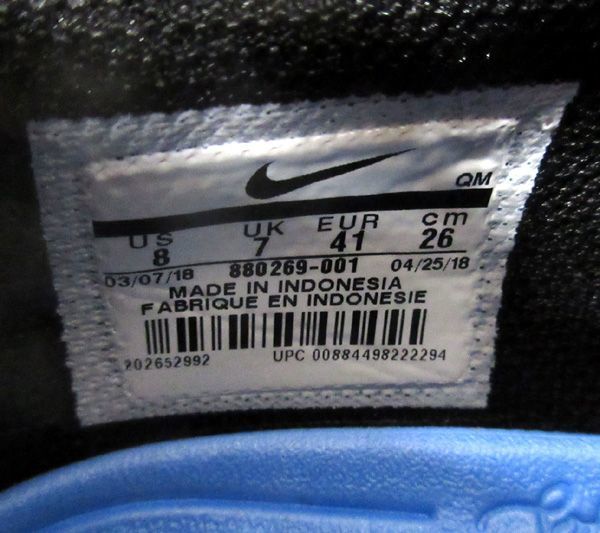 QM
US UK EUR cm
8 7 41 26
03/07/18 880269-001 04/25/18
MADE IN INDONESIA
FABRIQUE EN INDONESIE
202652992 UPC 00884498222294